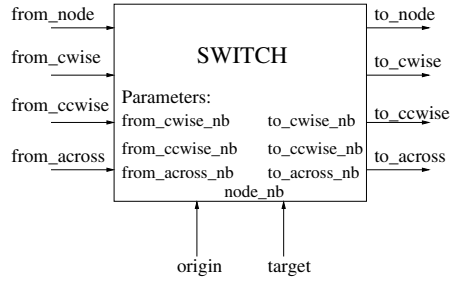 from_node to_node
SWITCH
from_cwise to_cwise
Parameters:
from_ccwise to_ccwise
from_cwise_nb to_cwise_nb
from_ccwise_nb to_ccwise_nb
from_across to_across
from_across_nb to_across_nb
node_nb
origin target